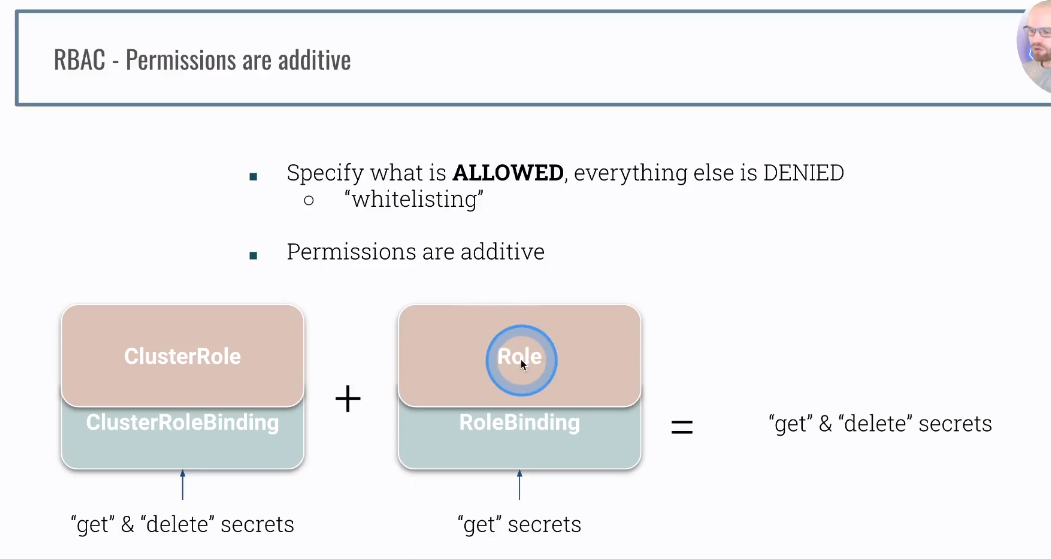 RBAC - Permissions are additive
Specify what is ALLOWED, everything else is DENIED
“whitelisting”
Permissions are additive
ClusterRole
ClusterRoleBinding
“get” & “delete” secrets
+
Role
RoleBinding
“get” secrets
=
“get” & “delete” secrets